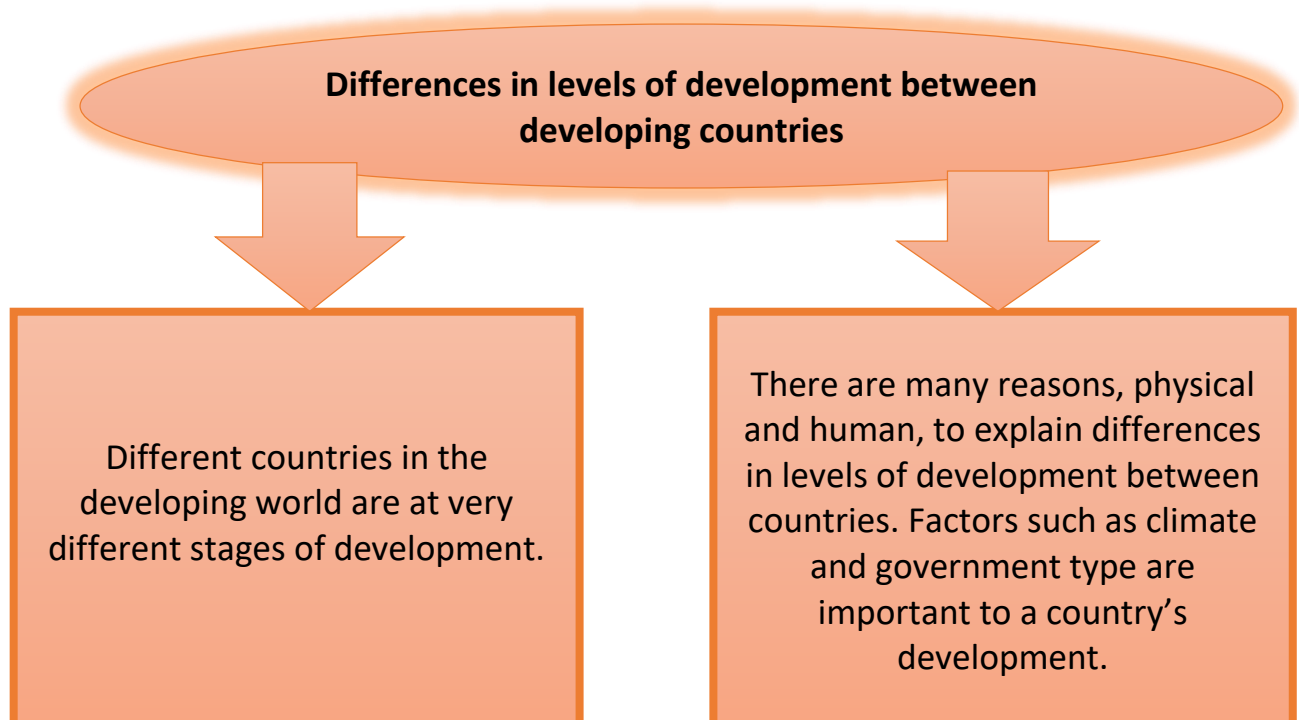 Differences in levels of development between
developing countries
Different countries in the
developing world are at very
different stages of development.
There are many reasons, physical
and human, to explain differences
in levels of development between
countries. Factors such as climate
and government type are
important to a country’s
development.